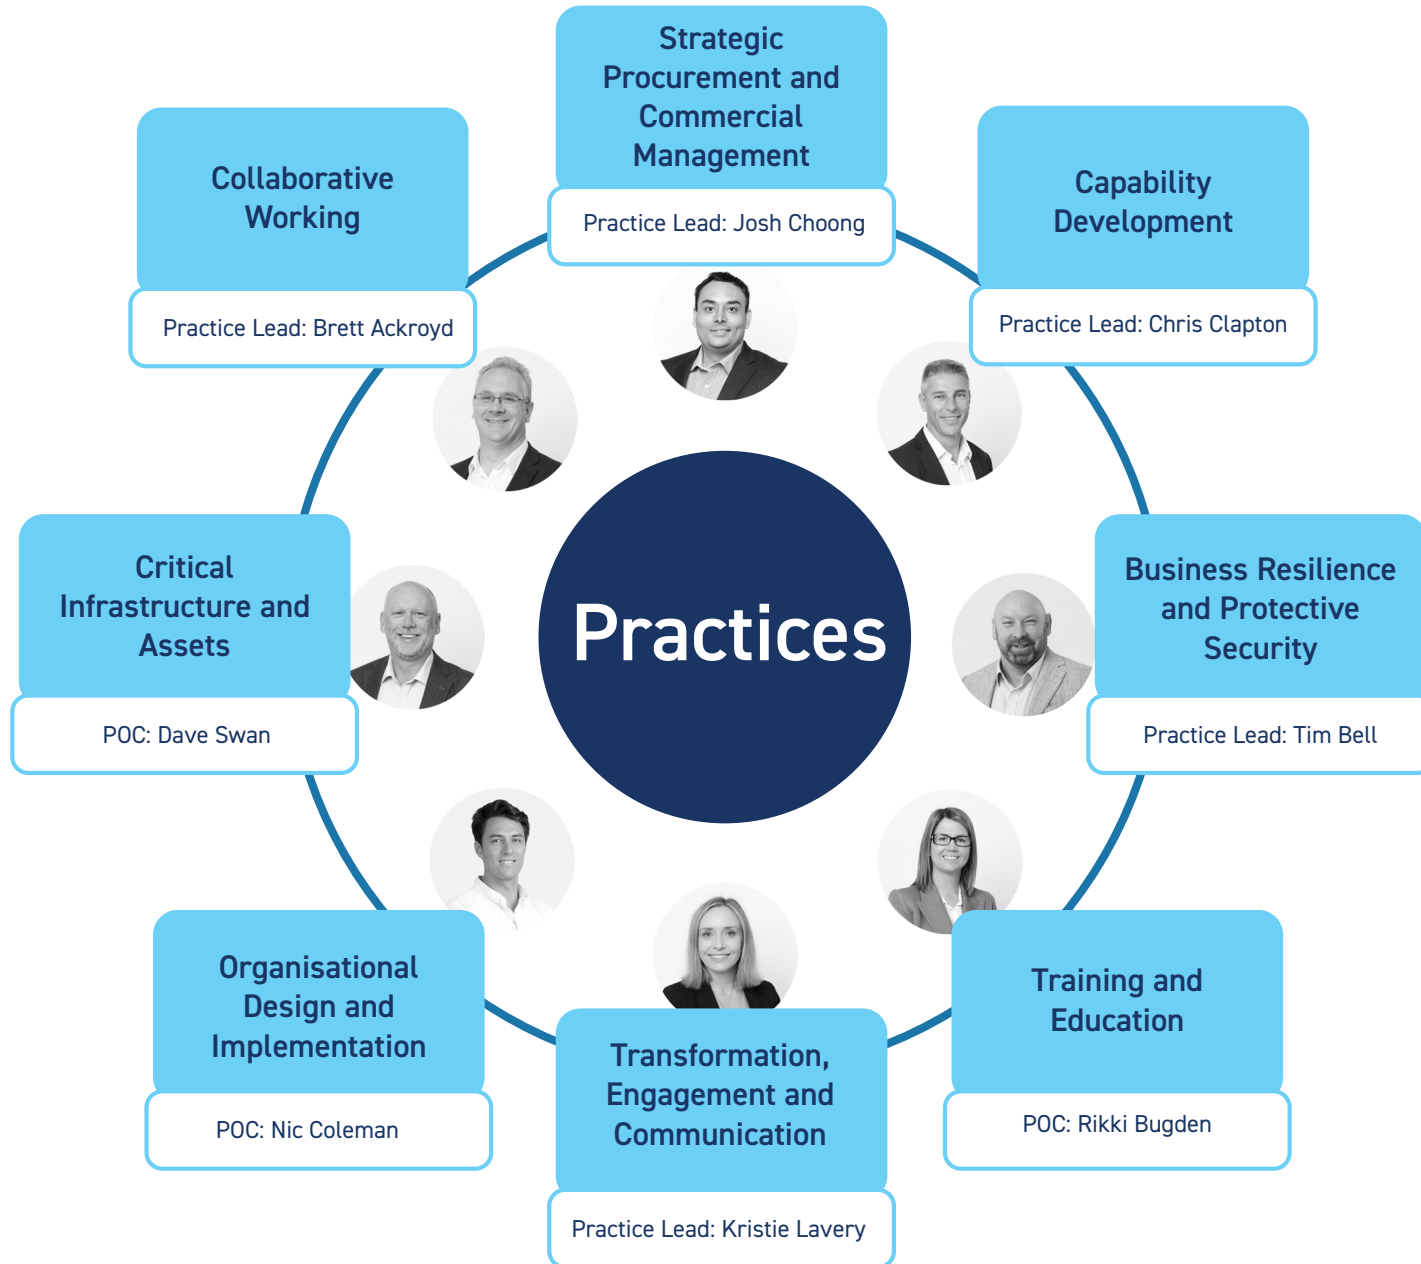 Strategic
Procurement and
Commercial
Management
Practice Lead: Josh Choong
Collaborative
Working
Practice Lead: Brett Ackroyd
Capability
Development
Practice Lead: Chris Clapton
Critical
Infrastructure and
Assets
POC: Dave Swan
Practices
Business Resilience
and Protective
Security
Practice Lead: Tim Bell
Organisational
Design and
Implementation
POC: Nic Coleman
Transformation,
Engagement and
Communication
Practice Lead: Kristie Lavery
Training and
Education
POC: Rikki Bugden